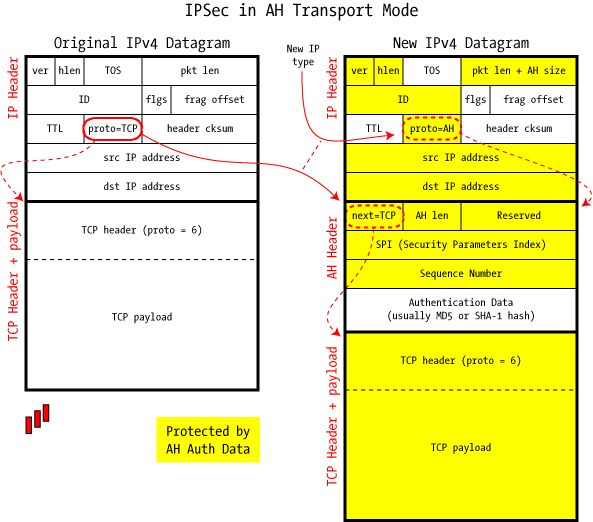 IPSec in AH Transport Mode
Original IPv4 Datagram
IP Header
ver hlen TOS pkt len
ID flgs frag offset
TTL proto=TCP header cksum
src IP address
dst IP address
TCP Header + payload
TCP header (proto = 6)
TCP payload
New IP
type
New IPv4 Datagram
IP Header
ver hlen TOS pkt len + AH size
ID flgs frag offset
TTL proto=AH header cksum
src IP address
dst IP address
AH Header
next=TCP AH len Reserved
SPI (Security Parameters Index)
Sequence Number
Authentication Data
(usually MD5 or SHA-1 hash)
TCP Header + payload
TCP header (proto = 6)
TCP payload
Protected by
AH Auth Data